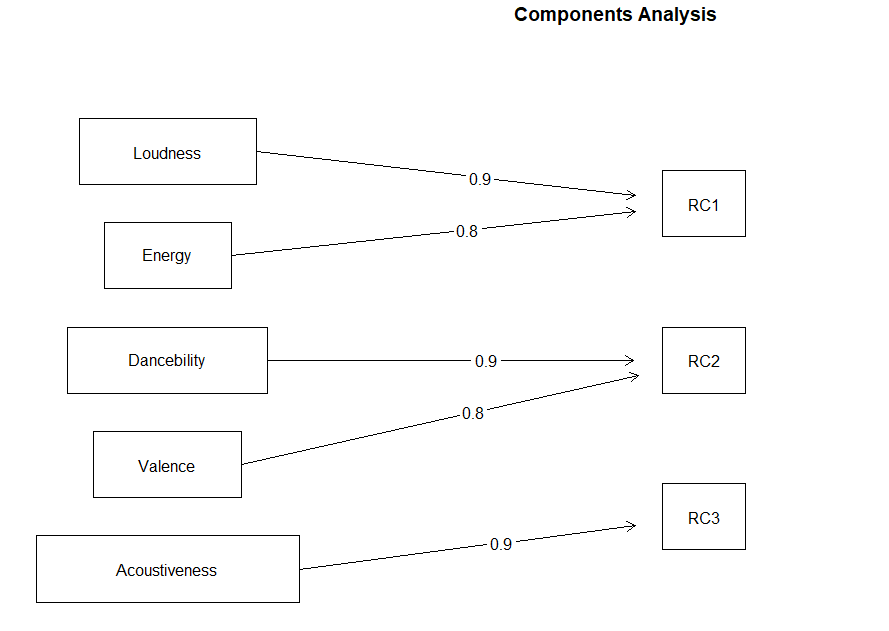 Components Analysis
Loudness
0.9
RC1
Energy
0.8
Dancebility
0.9
RC2
Valence
0.8
Acoustiveness
0.9
RC3